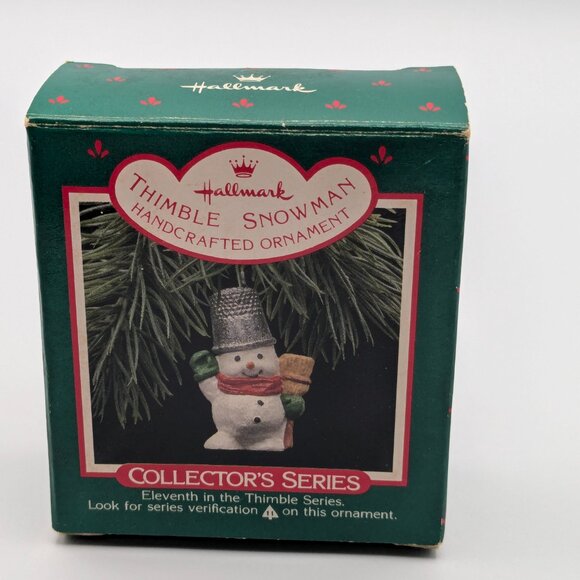 Hallmark
Hallmark
THIMBLE SNOWMAN
HANDCRAFTED ORNAMENT
COLLECTOR'S SERIES
Eleventh in the Thimble Series.
Look for series verification 11 on this ornament.